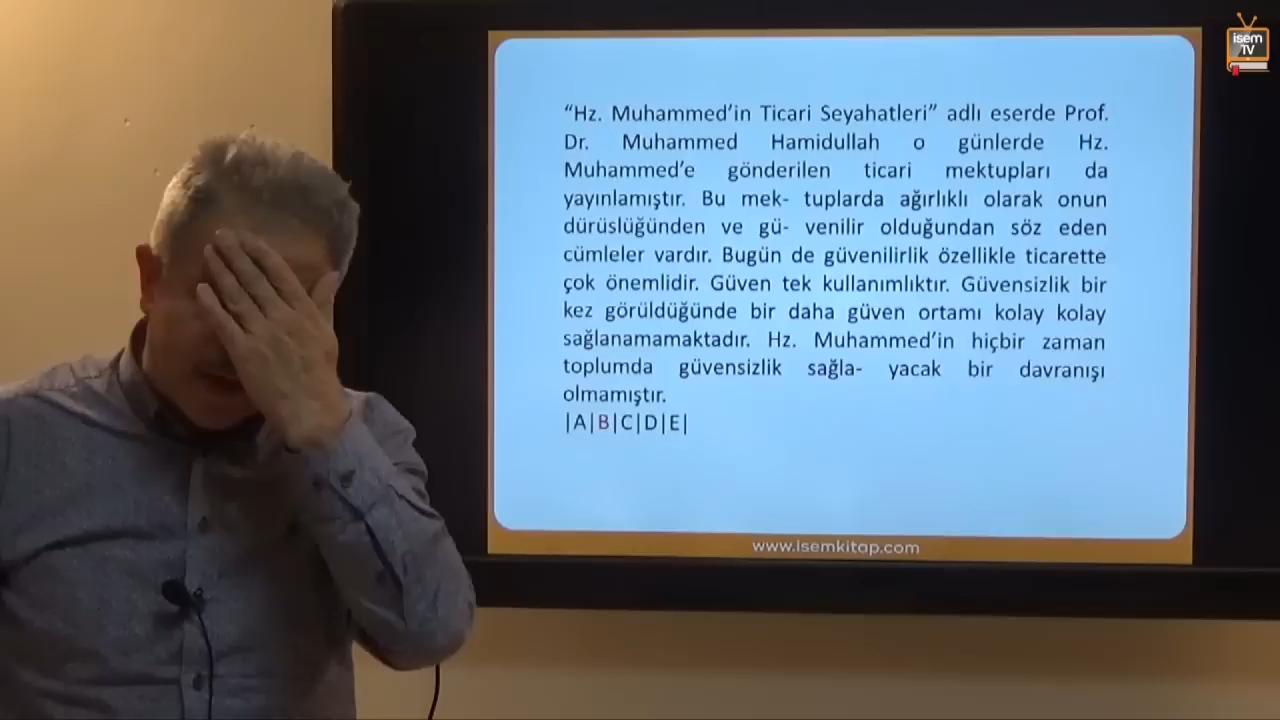 isem
TV
“Hz. Muhammed’in Ticari Seyahatleri” adlı eserde Prof.
Dr. Muhammed Hamidullah o günlerde Hz.
Muhammed’e gönderilen ticari mektupları da
yayınlamıştır. Bu mek- tuplarda ağırlıklı olarak onun
dürüslüğünden ve gü- venilir olduğundan söz eden
cümleler vardır. Bugün de güvenilirlik özellikle ticarette
çok önemlidir. Güven tek kullanımlıktır. Güvensizlik bir
kez görüldüğünde bir daha güven ortamı kolay kolay
sağlanamamaktadır. Hz. Muhammed’in hiçbir zaman
toplumda güvensizlik sağla- yacak bir davranışı
olmamıştır.
|A|B|C|D|E|
www.isemkitap.com